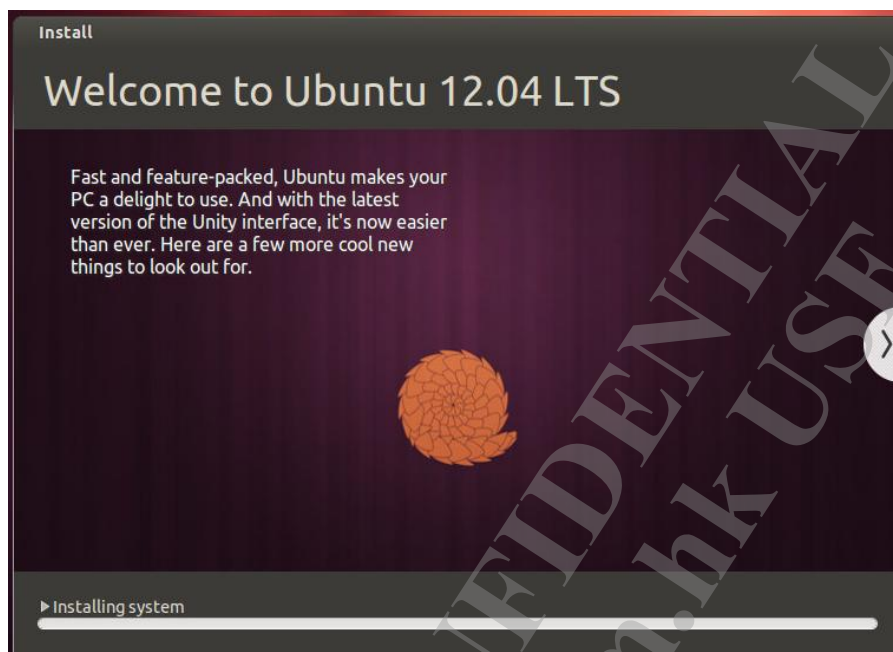 Install
Welcome to Ubuntu 12.04 LTS
Fast and feature-packed, Ubuntu makes your
PC a delight to use. And with the latest
version of the Unity interface, it's now easier
than ever. Here are a few more cool new
things to look out for.
Installing system